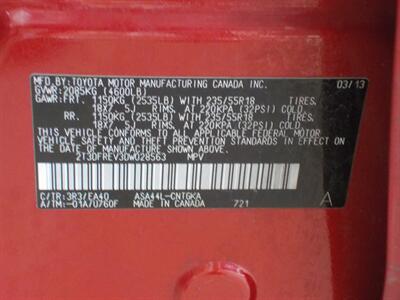 MFD.BY:TOYOTA MOTOR MANUFACTURING CANADA INC. 03/13
GVWR:2085KG (4600LB)
GAWR:FRT. 1150KG (2535LB) WITH 235/55R18 TIRES.
18X7.5J RIMS, AT 220KPA (32PSI) COLD.
RR. 1150KG (2535LB) WITH 235/55R18 TIRES.
18X7.5J RIMS, AT 220KPA (32PSI) COLD.
THIS VEHICLE CONFORMS TO ALL APPLICABLE FEDERAL MOTOR
VEHICLE SAFETY AND THEFT PREVENTION STANDARDS IN
EFFECT ON THE DATE OF MANUFACTURE SHOWN ABOVE.
2T3DFREV3DW028563 MPV
C/TR:3R3/EA40 ASA44L-CNTGKA
A/TM:-01A/U760F MADE IN CANADA 721 A